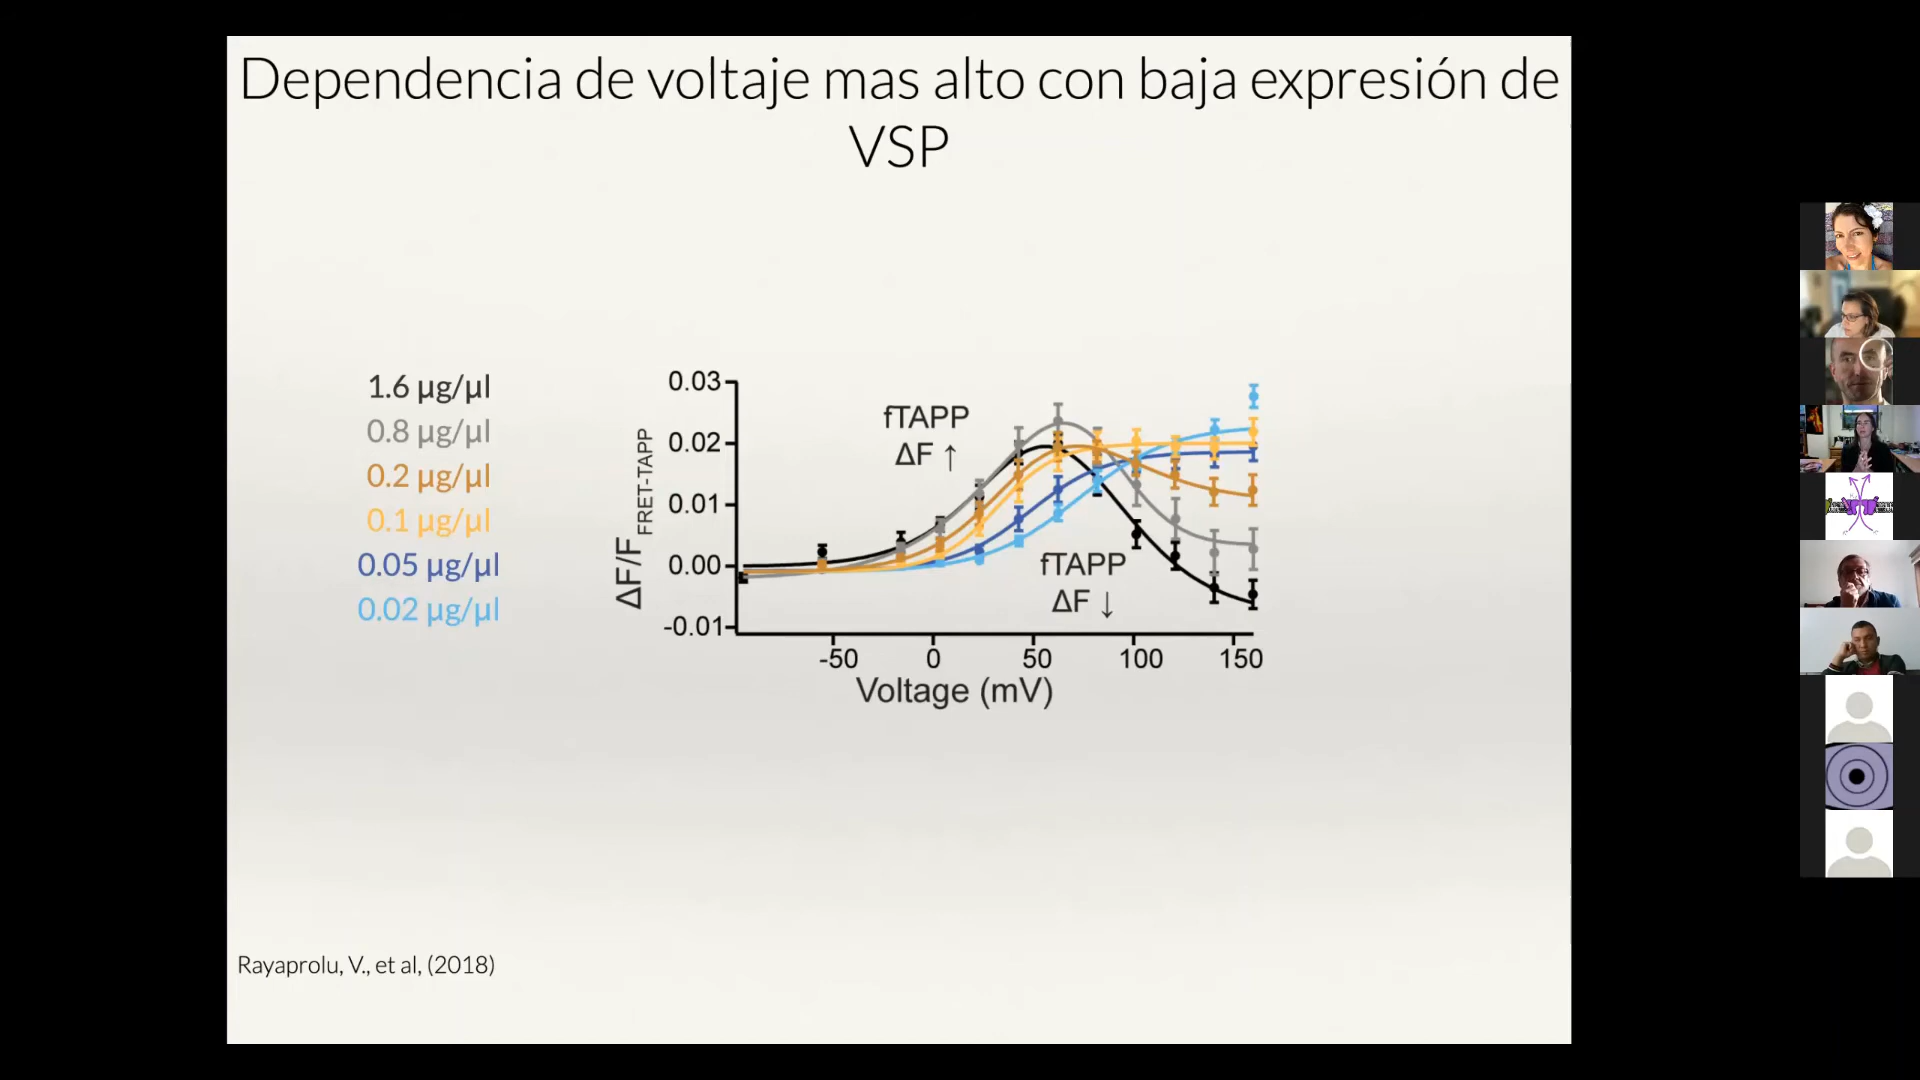 Dependencia de voltaje mas alto con baja expresión de
VSP
1.6 µg/µl
0.8 µg/µl
0.2 µg/µl
0.1 µg/µl
0.05 µg/µl
0.02 µg/µl
ΔF/F FRET-TAPP
0.03
0.02
0.01
0.00
-0.01
fTAPP
ΔF ↑
fTAPP
ΔF ↓
-50 0 50 100 150
Voltage (mV)
Rayaprolu, V., et al, (2018)